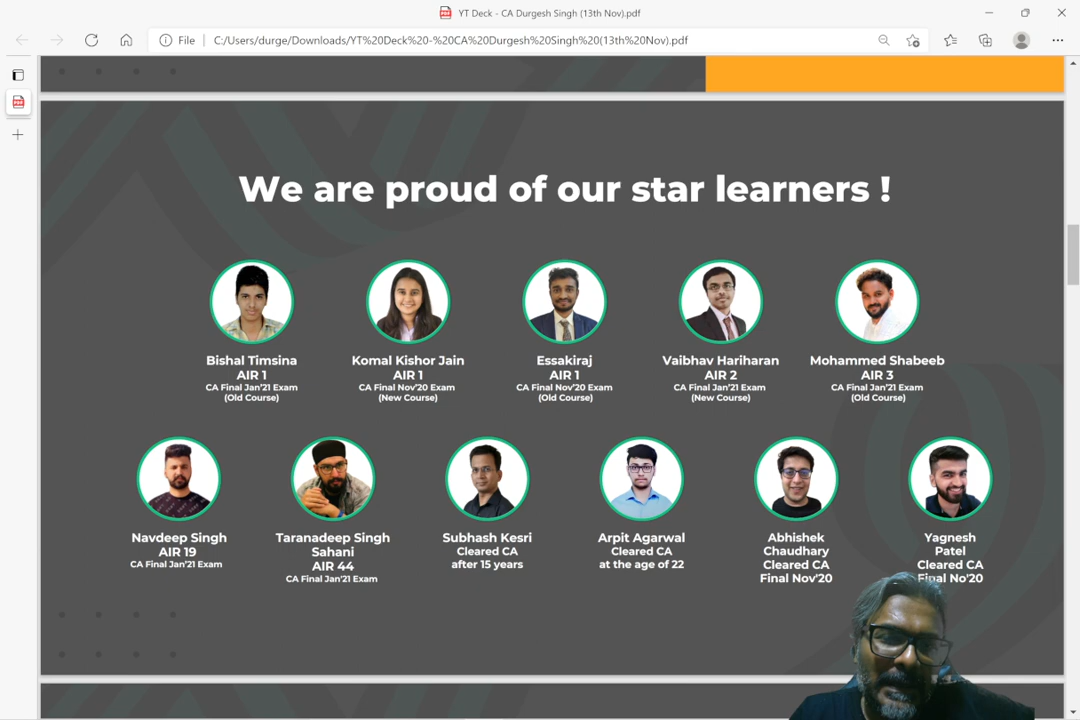 YT Deck - CA Durgesh Singh (13th Nov).pdf
File
C:/Users/durge/Downloads/YT%20Deck%20-%20CA%20Durgesh%20Singh%20(13th%20Nov).pdf
We are proud of our star learners !
Bishal Timsina
AIR 1
CA Final Jan'21 Exam
(Old Course)
Komal Kishor Jain
AIR 1
CA Final Nov'20 Exam
(New Course)
Essakiraj
AIR 1
CA Final Nov'20 Exam
(Old Course)
Vaibhav Hariharan
AIR 2
CA Final Jan'21 Exam
(New Course)
Mohammed Shabeeb
AIR 3
CA Final Jan'21 Exam
(Old Course)
Navdeep Singh
AIR 19
CA Final Jan'21 Exam
Taranadeep Singh
Sahani
AIR 44
CA Final Jan'21 Exam
Subhash Kesri
Cleared CA
after 15 years
Arpit Agarwal
Cleared CA
at the age of 22
Abhishek
Chaudhary
Cleared CA
Final Nov'20
Yagnesh
Patel
Cleared CA
Final No'20